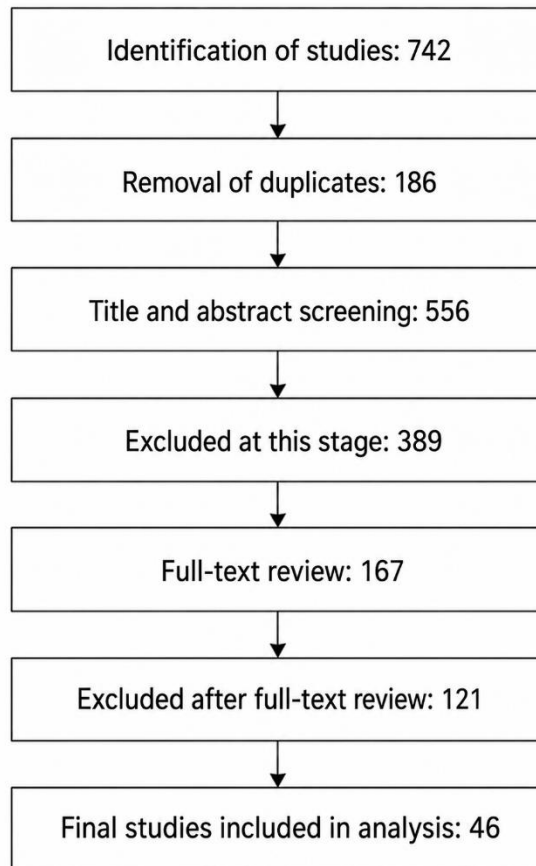 Identification of studies: 742
Removal of duplicates: 186
Title and abstract screening: 556
Excluded at this stage: 389
Full-text review: 167
Excluded after full-text review: 121
Final studies included in analysis: 46